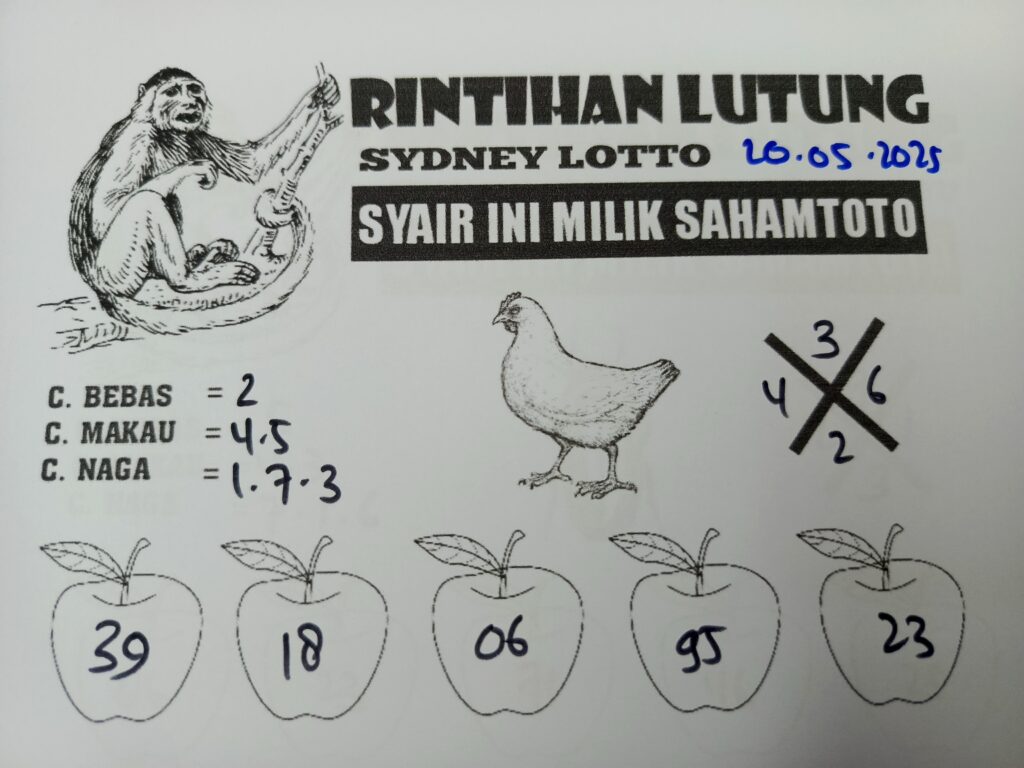 RINTIHAN LUTUNG
SYDNEY LOTTO 20.05.2025
SYAIR INI MILIK SAHAMTOTO
C. BEBAS = 2
C. MAKAU = 4.5
C. NAGA = 1.7.3
3
4 6
2
39 18 06 95 23